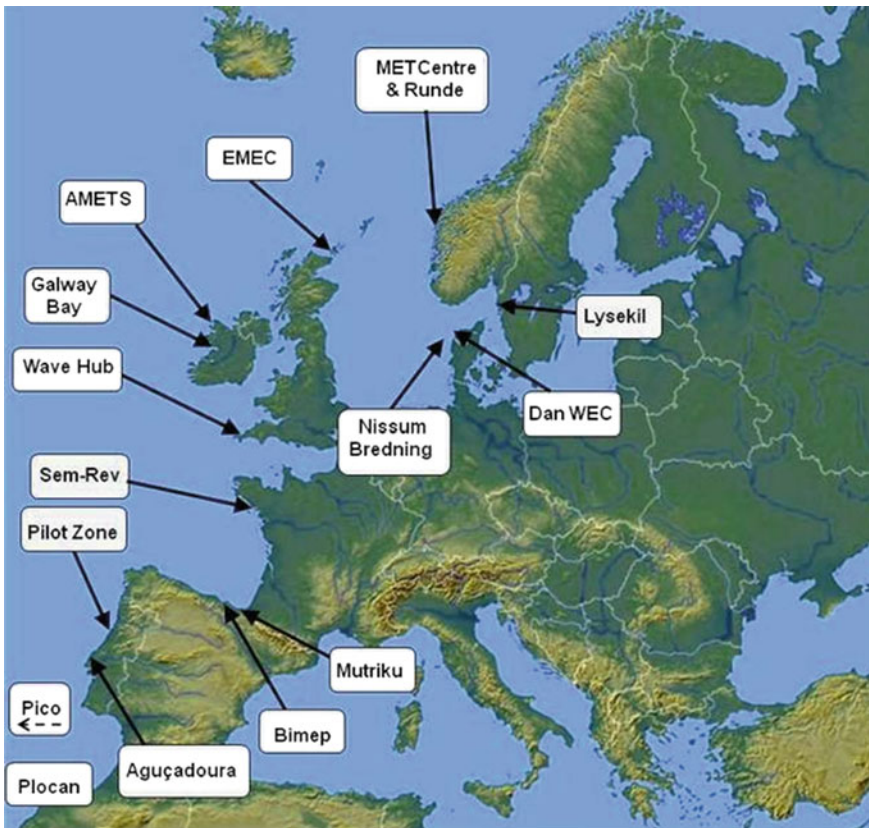 METCentre
& Runde
EMEC
AMETS
Galway
Bay
Lysekil
Wave Hub
Dan WEC
Nissum
Bredning
Sem-Rev
Pilot Zone
Mutriku
Pico
Bimep
Aguçadoura
Plocan